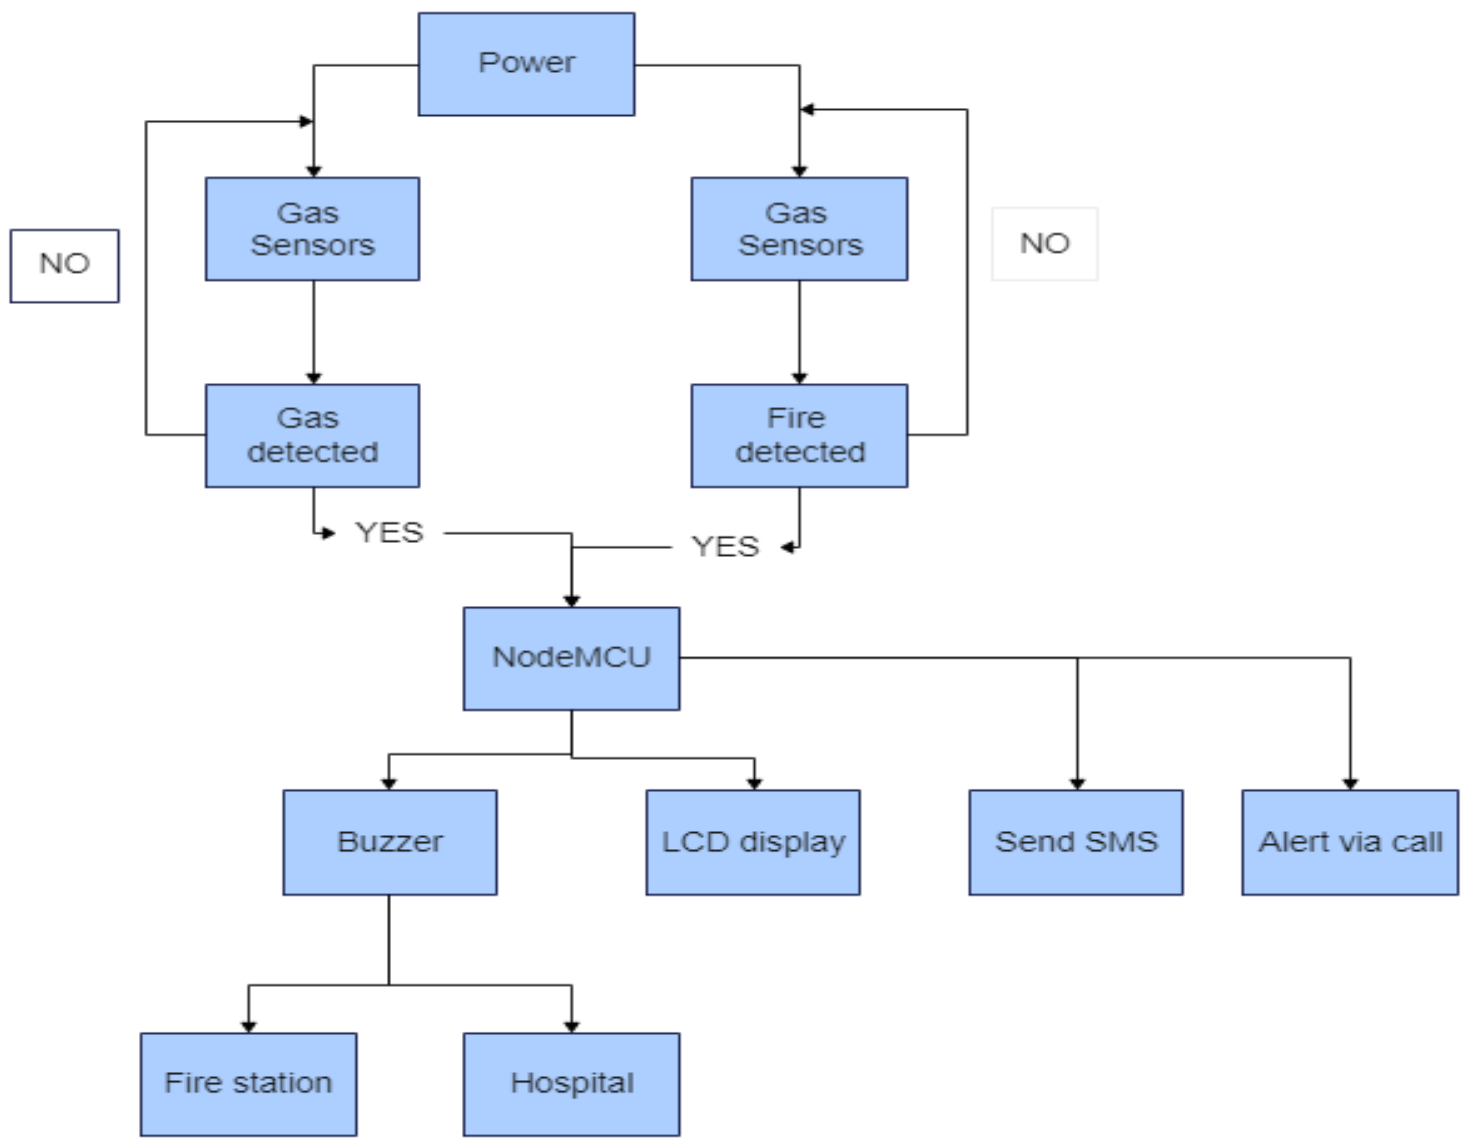 Power
Gas
Sensors
Gas
Sensors
NO
NO
Gas
detected
Fire
detected
YES
YES
NodeMCU
Buzzer
LCD display
Send SMS
Alert via call
Fire station
Hospital